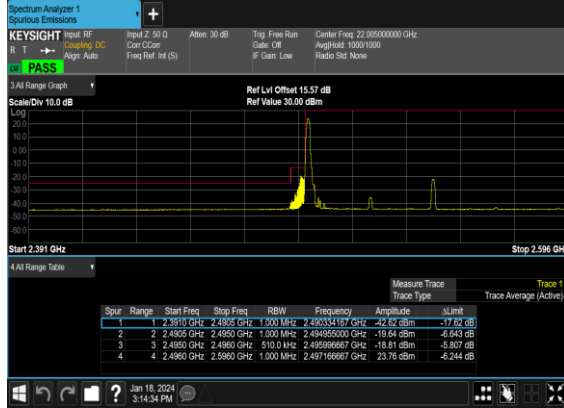 Spectrum Analyzer 1
Spurious Emissions
KEYSIGHT Input: RF Input Z: 50 Ω Atten: 30 dB Trig: Free Run Center Freq: 22.005000000 GHz
R T Coupling: DC Corr CCorr Gate: Off Avg|Hold: 1000/1000
Align: Auto Freq Ref: Int (S) IF Gain: Low Radio Std: None
PASS
3 All Range Graph
Ref Lvl Offset 15.57 dB
Scale/Div 10.0 dB Ref Value 30.00 dBm
Log
20.0
10.0
0.00
-10.0
-20.0
-30.0
-40.0
-50.0
-60.0
Start 2.391 GHz Stop 2.596 GH
4 All Range Table
Measure Trace Trace 1
Trace Type Trace Average (Active)
Spur Range Start Freq Stop Freq RBW Frequency Amplitude ΔLimit
1 1 2.3910 GHz 2.4905 GHz 1.000 MHz 2.490334167 GHz -42.62 dBm -17.62 dB
2 2 2.4905 GHz 2.4950 GHz 1.000 MHz 2.494955000 GHz -19.64 dBm -6.643 dB
3 3 2.4950 GHz 2.4960 GHz 510.0 kHz 2.495996667 GHz -18.81 dBm -5.807 dB
4 4 2.4960 GHz 2.5960 GHz 1.000 MHz 2.497166667 GHz 23.76 dBm -6.244 dB
Jan 18, 2024
3:14:34 PM